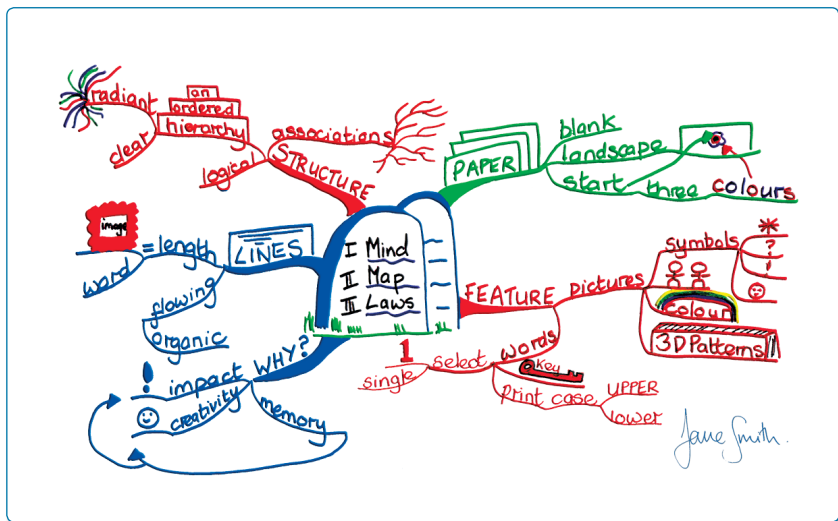 I Mind
II Map
III Laws
PAPER
blank
landscape
start three colours
FEATURE
pictures
symbols
*
?
!
colour
3D Patterns
words
select
1
single
Key
print case
UPPER
lower
WHY?
impact
!
creativity
memory
LINES
= length
image
word
flowing
organic
STRUCTURE
associations
logical
an
ordered
hierarchy
radiant
clear
Jane Smith.